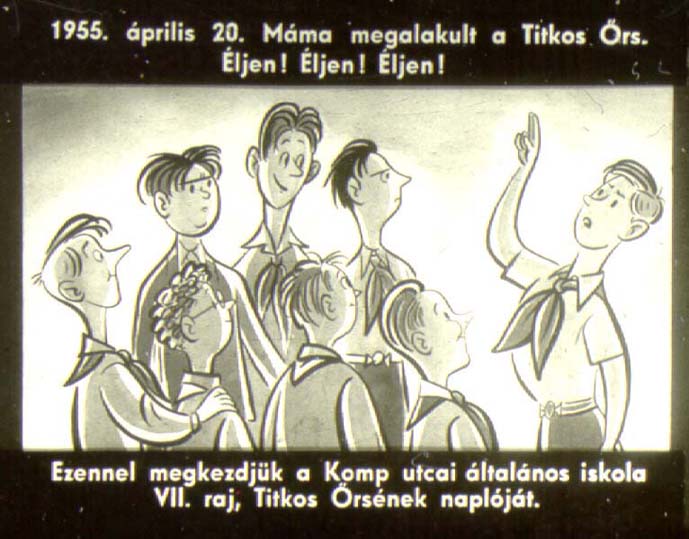 1955. április 20. Máma megalakult a Titkos Őrs.
Éljen! Éljen! Éljen!
Ezennel megkezdjük a Komp utcai általános iskola
VII. raj, Titkos Őrsének naplóját.